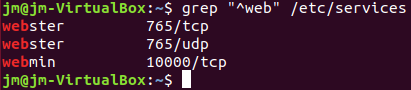 jm@jm-VirtualBox:~$ grep "^web" /etc/services
webster         765/tcp
webster         765/udp
webmin          10000/tcp
jm@jm-VirtualBox:~$